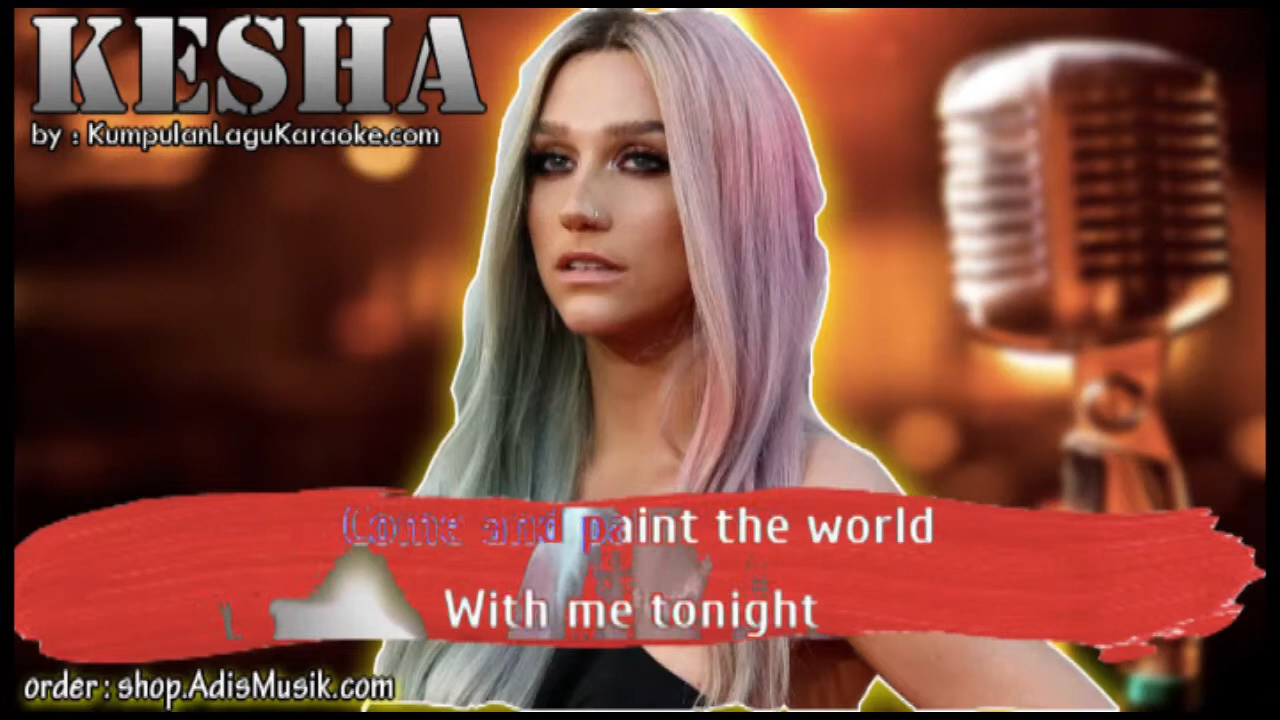 KESHA
by : KumpulanLaguKaraoke.com
Come and paint the world
With me tonight
order : shop.AdisMusik.com